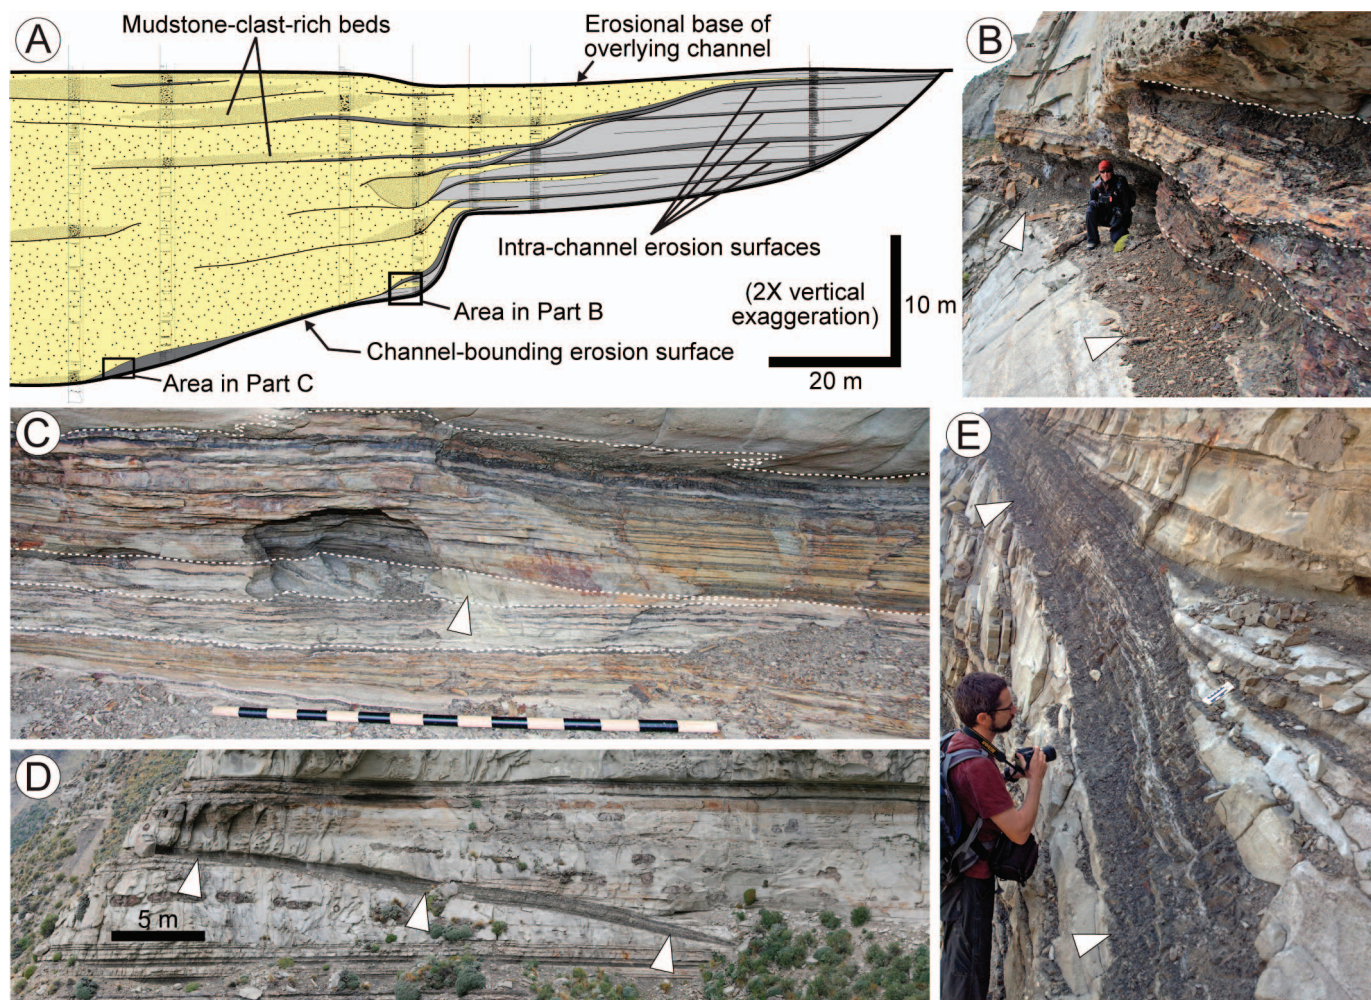 A
Mudstone-clast-rich beds
Erosional base of
overlying channel
Intra-channel erosion surfaces
Area in Part B
(2X vertical
exaggeration)
10 m
20 m
Channel-bounding erosion surface
Area in Part C
B
C
D
5 m
E